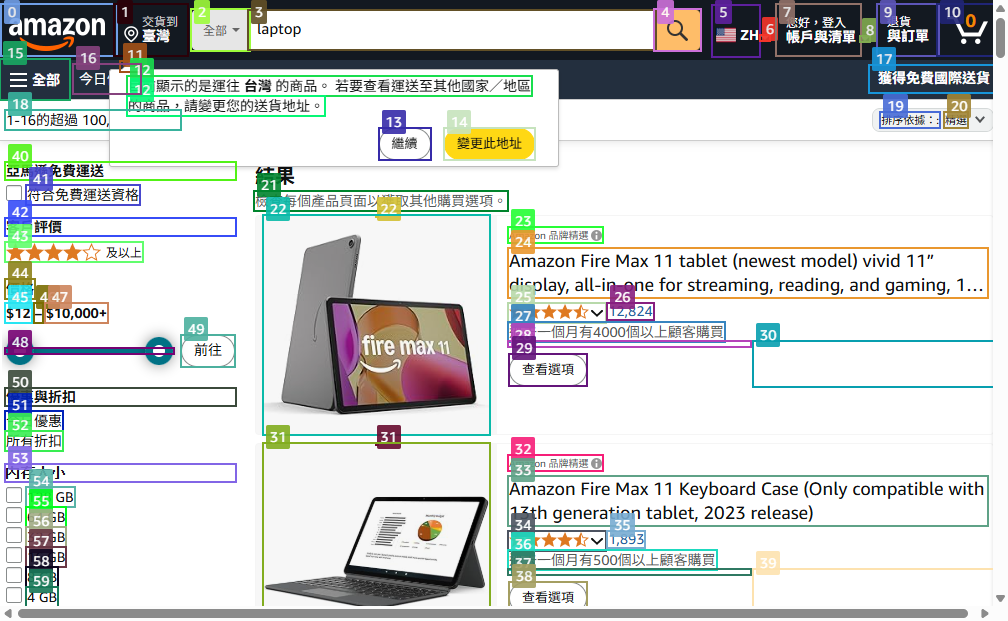 amazon
交貨到
臺灣
全部
laptop
ZH
您好，登入
帳戶與清單
退貨
與訂單
0
全部
今日
顯示的是運往 台灣 的商品。 若要查看運送至其他國家／地區
的商品，請變更您的送貨地址。
繼續
變更此地址
獲得免費國際送貨
1-16的超過 100,
排序依據：
精選
亞馬遜免費運送
符合免費運送資格
評價
及以上
$12 – $10,000+
前往
與折扣
優惠
所有折扣
內存大小
GB
GB
GB
GB
4 GB
結果
每個產品頁面以 取其他購買選項。
fire max 11
品牌精選
Amazon Fire Max 11 tablet (newest model) vivid 11”
display, all-in-one for streaming, reading, and gaming, 1…
12,824
一個月有4000個以上顧客購買
查看選項
品牌精選
Amazon Fire Max 11 Keyboard Case (Only compatible with
13th generation tablet, 2023 release)
1,893
一個月有500個以上顧客購買
查看選項
0
1
2
3
4
5
6
7
8
9
10
11
12
12
13
14
15
16
17
18
19
20
21
22
22
23
24
25
26
27
28
29
30
31
31
32
33
34
35
36
37
38
39
40
41
42
43
44
45
4
47
48
49
50
51
52
53
54
55
56
57
58
59